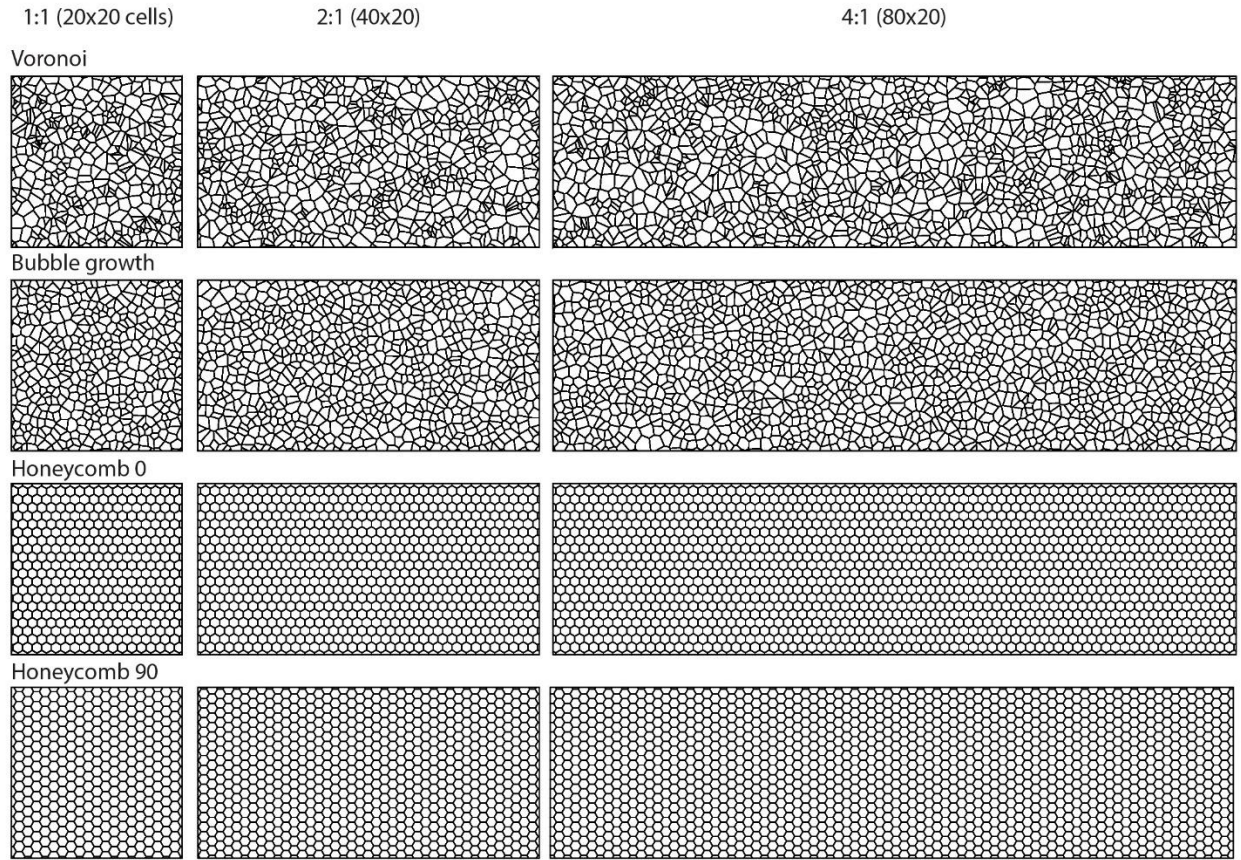 1:1 (20x20 cells) 2:1 (40x20) 4:1 (80x20)
Voronoi
Bubble growth
Honeycomb 0
Honeycomb 90